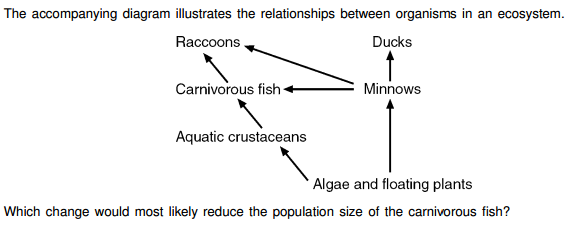 The accompanying diagram illustrates the relationships between organisms in an ecosystem.
Raccoons Ducks
Carnivorous fish Minnows
Aquatic crustaceans
Algae and floating plants
Which change would most likely reduce the population size of the carnivorous fish?